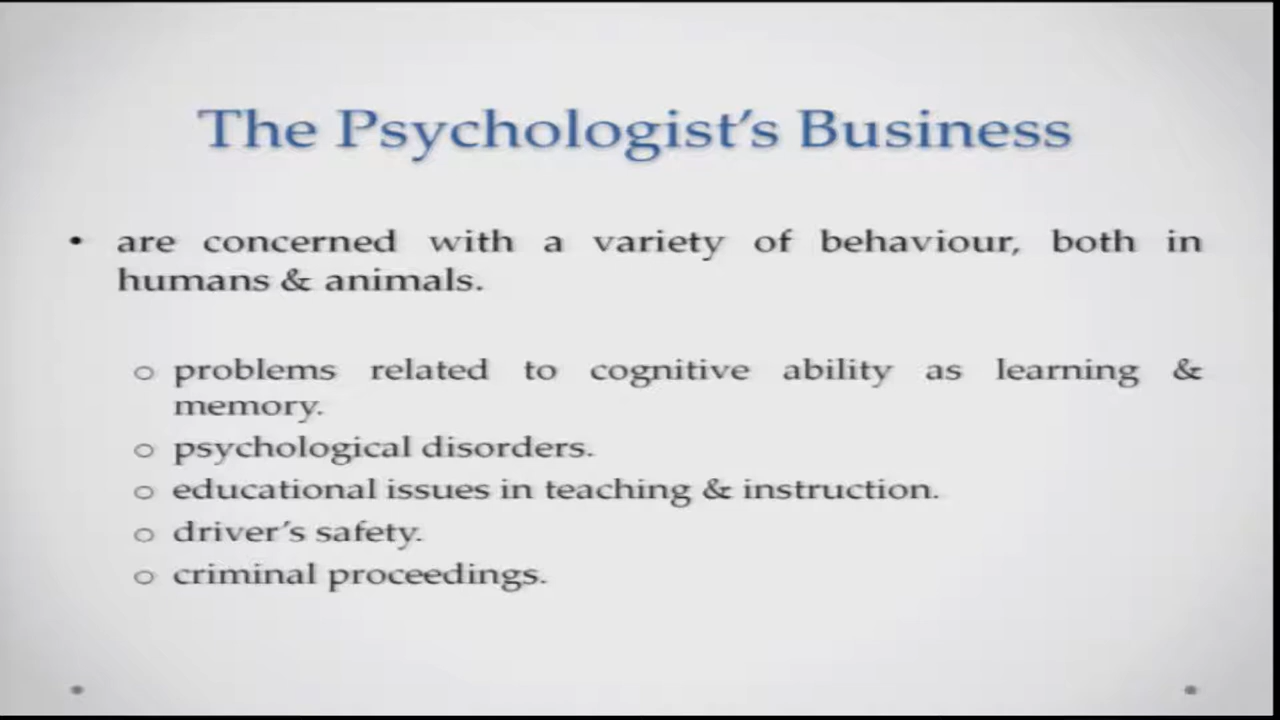 The Psychologist's Business
• are concerned with a variety of behaviour, both in
humans & animals.
o problems related to cognitive ability as learning &
memory.
o psychological disorders.
o educational issues in teaching & instruction.
o driver's safety.
o criminal proceedings.